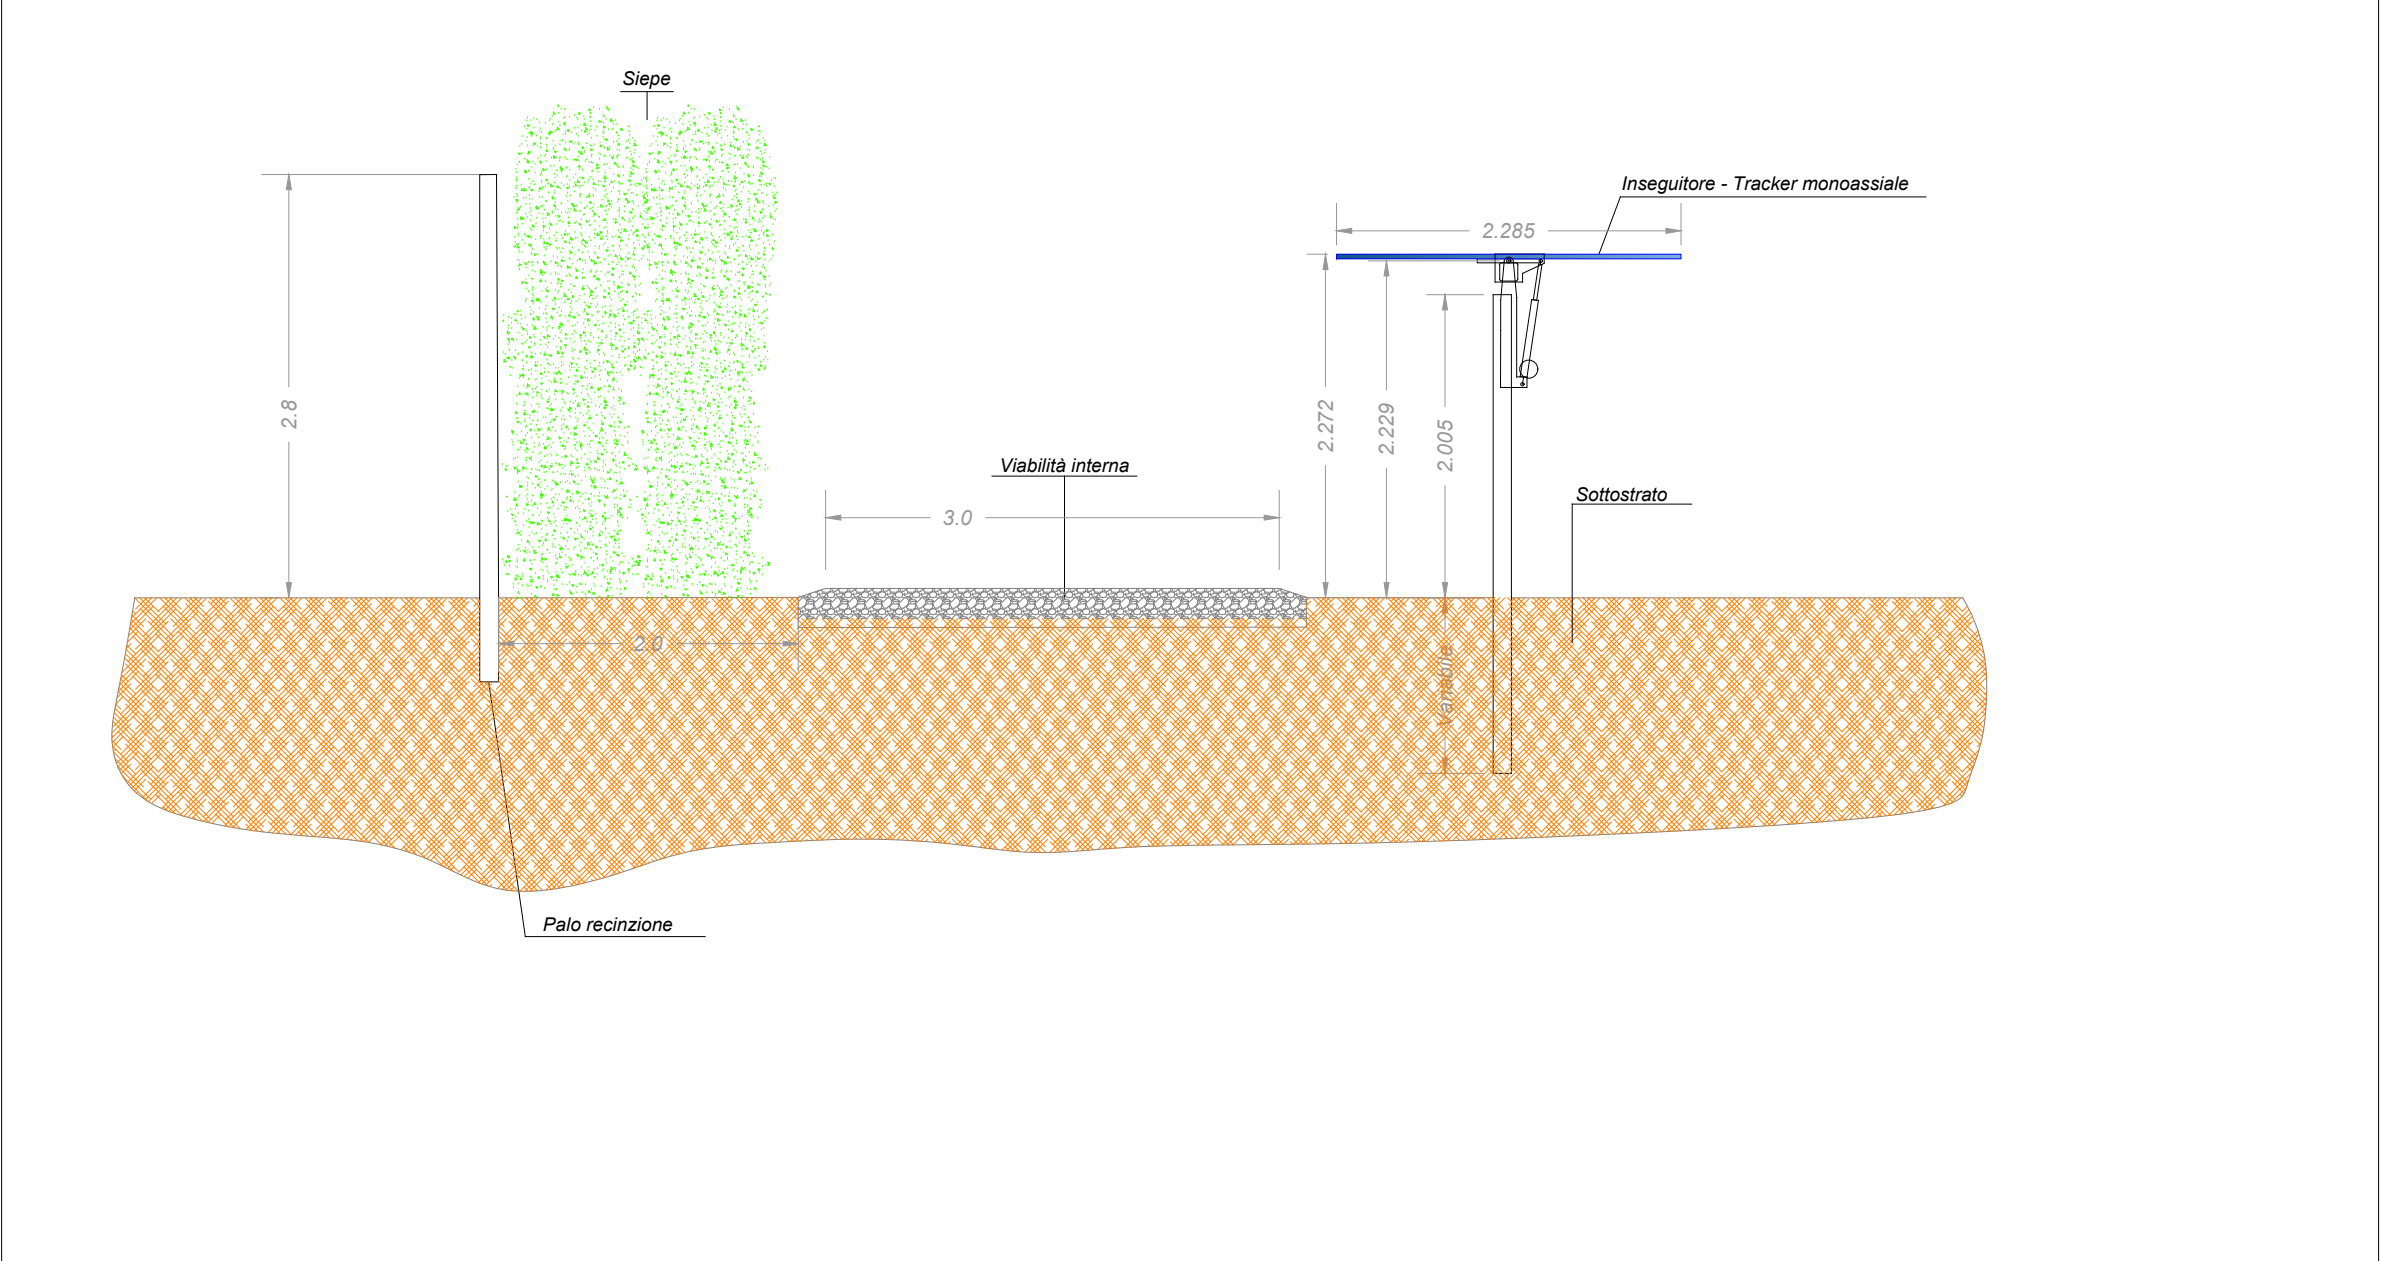 Siepe
Inseguitore - Tracker monoassiale
2.285
2.8
2.272
2.229
2.005
Viabilità interna
Sottostrato
3.0
2.0
Variabile
Palo recinzione